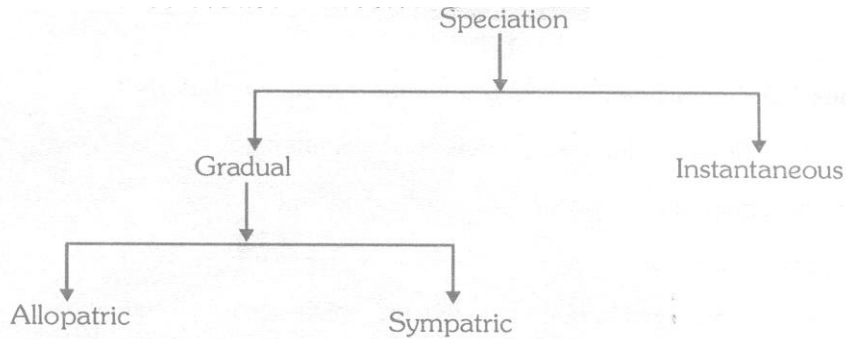 Speciation
Gradual
Instantaneous
Allopatric
Sympatric